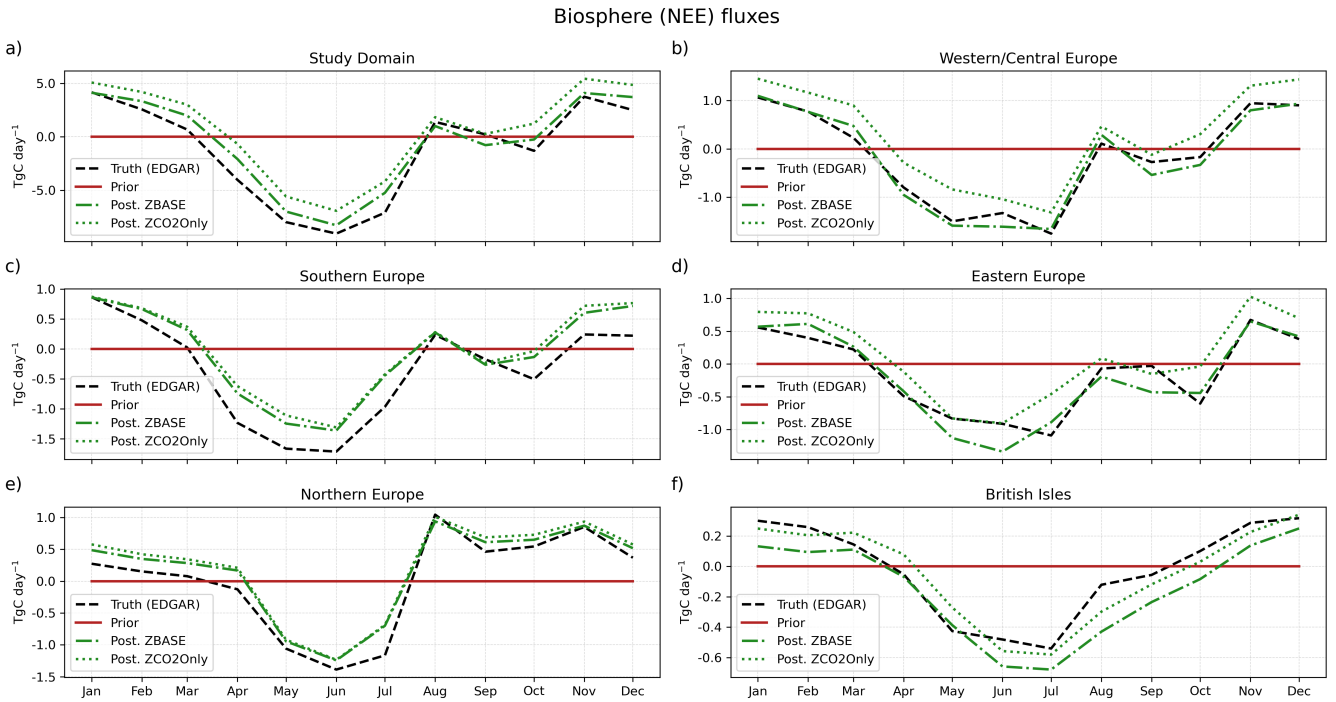 Biosphere (NEE) fluxes
a)
Study Domain
TgC day⁻¹
5.0
0.0
-5.0
Truth (EDGAR)
Prior
Post. ZBASE
Post. ZCO2Only
b)
Western/Central Europe
TgC day⁻¹
1.0
0.0
-1.0
Truth (EDGAR)
Prior
Post. ZBASE
Post. ZCO2Only
c)
Southern Europe
TgC day⁻¹
1.0
0.5
0.0
-0.5
-1.0
-1.5
Truth (EDGAR)
Prior
Post. ZBASE
Post. ZCO2Only
d)
Eastern Europe
TgC day⁻¹
1.0
0.5
0.0
-0.5
-1.0
Truth (EDGAR)
Prior
Post. ZBASE
Post. ZCO2Only
e)
Northern Europe
TgC day⁻¹
1.0
0.5
0.0
-0.5
-1.0
-1.5
Truth (EDGAR)
Prior
Post. ZBASE
Post. ZCO2Only
Jan Feb Mar Apr May Jun Jul Aug Sep Oct Nov Dec
f)
British Isles
TgC day⁻¹
0.2
0.0
-0.2
-0.4
-0.6
Truth (EDGAR)
Prior
Post. ZBASE
Post. ZCO2Only
Jan Feb Mar Apr May Jun Jul Aug Sep Oct Nov Dec